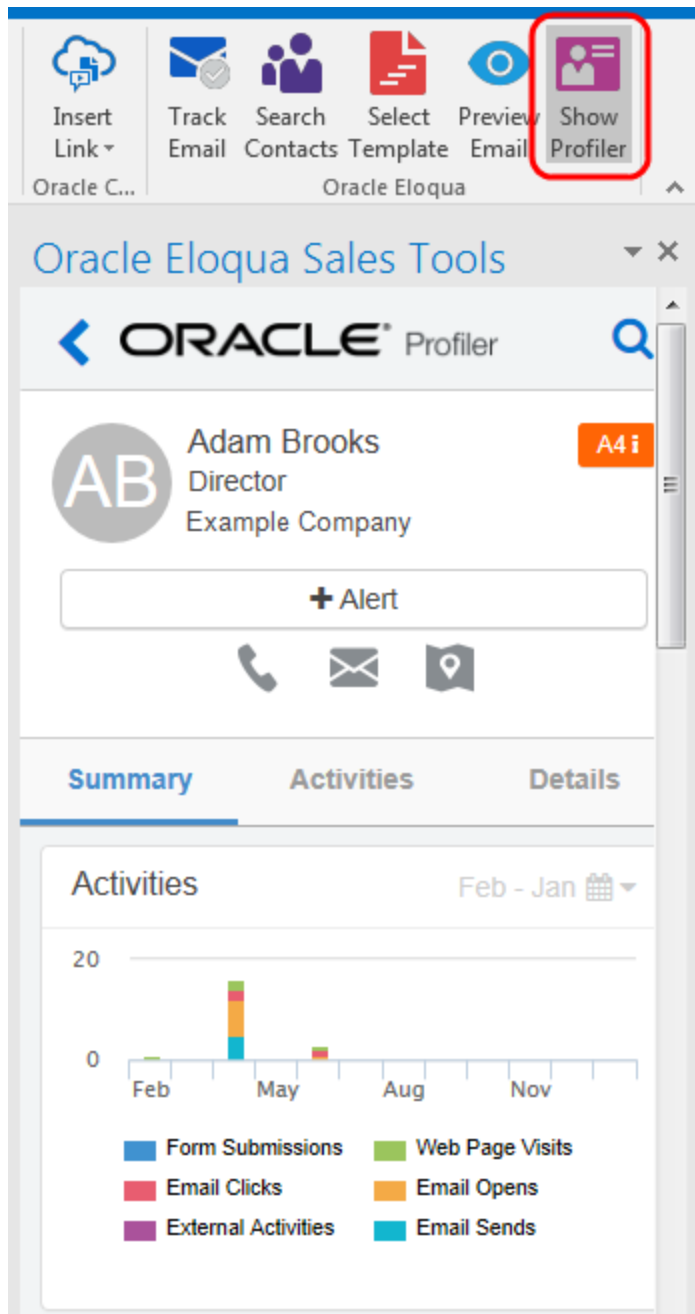 Insert Track Search Select Preview Show
Link Email Contacts Template Email Profiler
Oracle C... Oracle Eloqua
Oracle Eloqua Sales Tools
ORACLE Profiler
AB Adam Brooks A4 i
Director
Example Company
+ Alert
Summary Activities Details
Activities Feb - Jan
20
0
Feb May Aug Nov
Form Submissions Web Page Visits
Email Clicks Email Opens
External Activities Email Sends